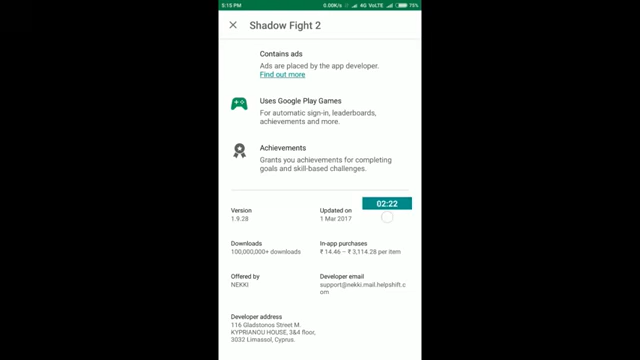 5:15 PM 0.00K/s 4G VoLTE 75%
Shadow Fight 2
Contains ads
Ads are placed by the app developer.
Find out more
Uses Google Play Games
For automatic sign-in, leaderboards,
achievements and more.
Achievements
Grants you achievements for completing
goals and skill-based challenges.
02:22
Version
1.9.28
Updated on
1 Mar 2017
Downloads
100,000,000+ downloads
In-app purchases
₹ 14.46 – ₹ 3,114.28 per item
Offered by
NEKKI
Developer email
support@nekki.mail.helpshift.c
om
Developer address
116 Gladstonos Street M.
KYPRIANOU HOUSE, 3&4 floor,
3032 Limassol, Cyprus.